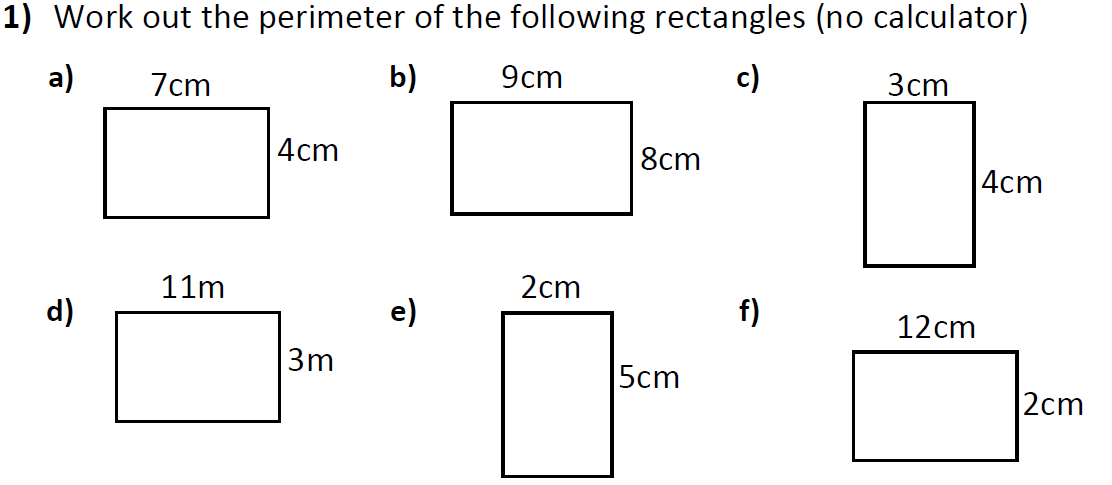 1) Work out the perimeter of the following rectangles (no calculator)
a) 7cm b) 9cm c) 3cm
4cm 8cm 4cm
d) 11m e) 2cm f) 12cm
3m 5cm 2cm